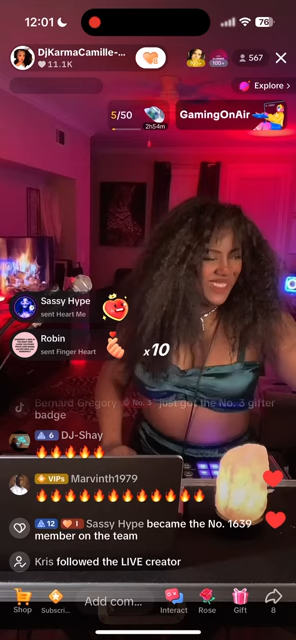 12:01
76
DjKarmaCamille-...
11.1K
100+
567
Explore >
5/50
2h54m
GamingOnAir
Sassy Hype
sent Heart Me
Robin
sent Finger Heart
x10
Bernard Gregory No. 3 just got the No. 3 gifter
badge
6 DJ-Shay
🔥🔥🔥🔥🔥
VIPs Marvinth1979
🔥🔥🔥🔥🔥🔥🔥🔥🔥🔥🔥🔥
12 1 Sassy Hype became the No. 1639
member on the team
Kris followed the LIVE creator
Shop
Subscri...
Add com...
Interact
Rose
Gift
8